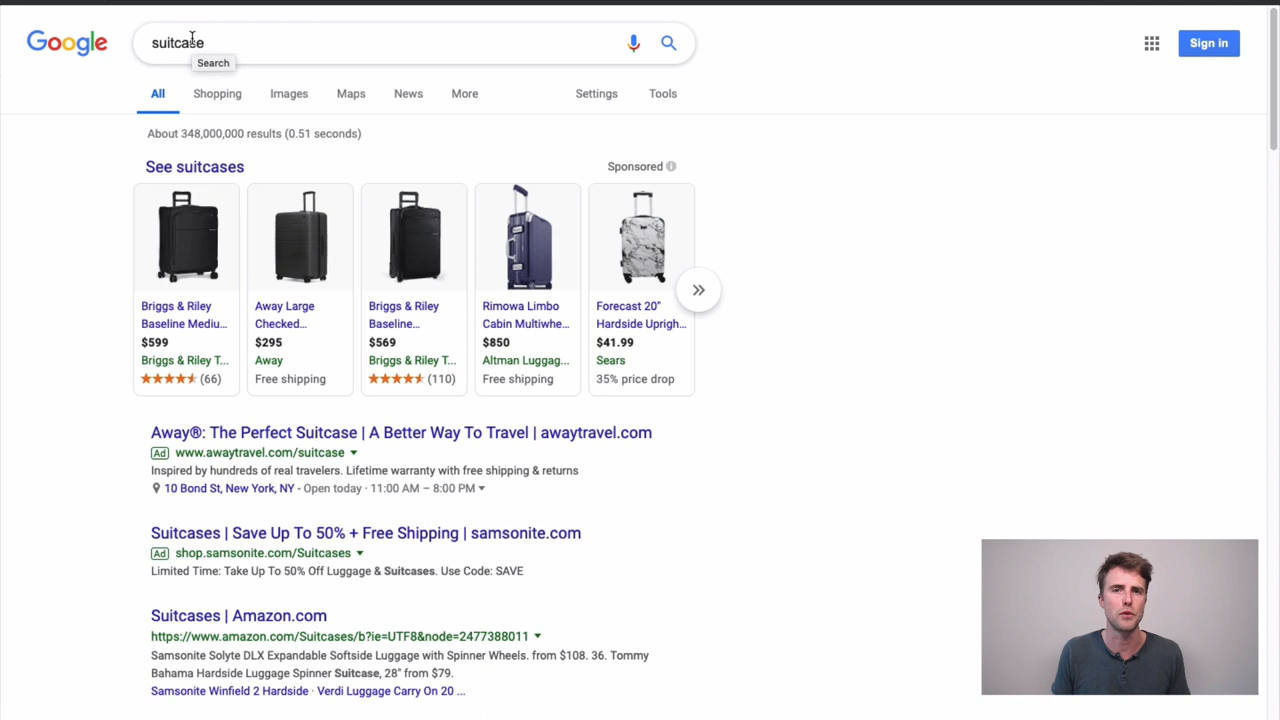 Google
suitcase
Search
Sign in
All Shopping Images Maps News More Settings Tools
About 348,000,000 results (0.51 seconds)
See suitcases
Sponsored
Briggs & Riley
Baseline Mediu...
$599
Briggs & Riley T...
(66)
Away Large
Checked...
$295
Away
Free shipping
Briggs & Riley
Baseline...
$569
Briggs & Riley T...
(110)
Rimowa Limbo
Cabin Multiwhe...
$850
Altman Luggag...
Free shipping
Forecast 20"
Hardside Uprigh...
$41.99
Sears
35% price drop
Away®: The Perfect Suitcase | A Better Way To Travel | awaytravel.com
Ad www.awaytravel.com/suitcase
Inspired by hundreds of real travelers. Lifetime warranty with free shipping & returns
10 Bond St, New York, NY - Open today · 11:00 AM – 8:00 PM
Suitcases | Save Up To 50% + Free Shipping | samsonite.com
Ad shop.samsonite.com/Suitcases
Limited Time: Take Up To 50% Off Luggage & Suitcases. Use Code: SAVE
Suitcases | Amazon.com
https://www.amazon.com/Suitcases/b?ie=UTF8&node=2477388011
Samsonite Solyte DLX Expandable Softside Luggage with Spinner Wheels. from $108. 36. Tommy
Bahama Hardside Luggage Spinner Suitcase, 28" from $79.
Samsonite Winfield 2 Hardside · Verdi Luggage Carry On 20 ...